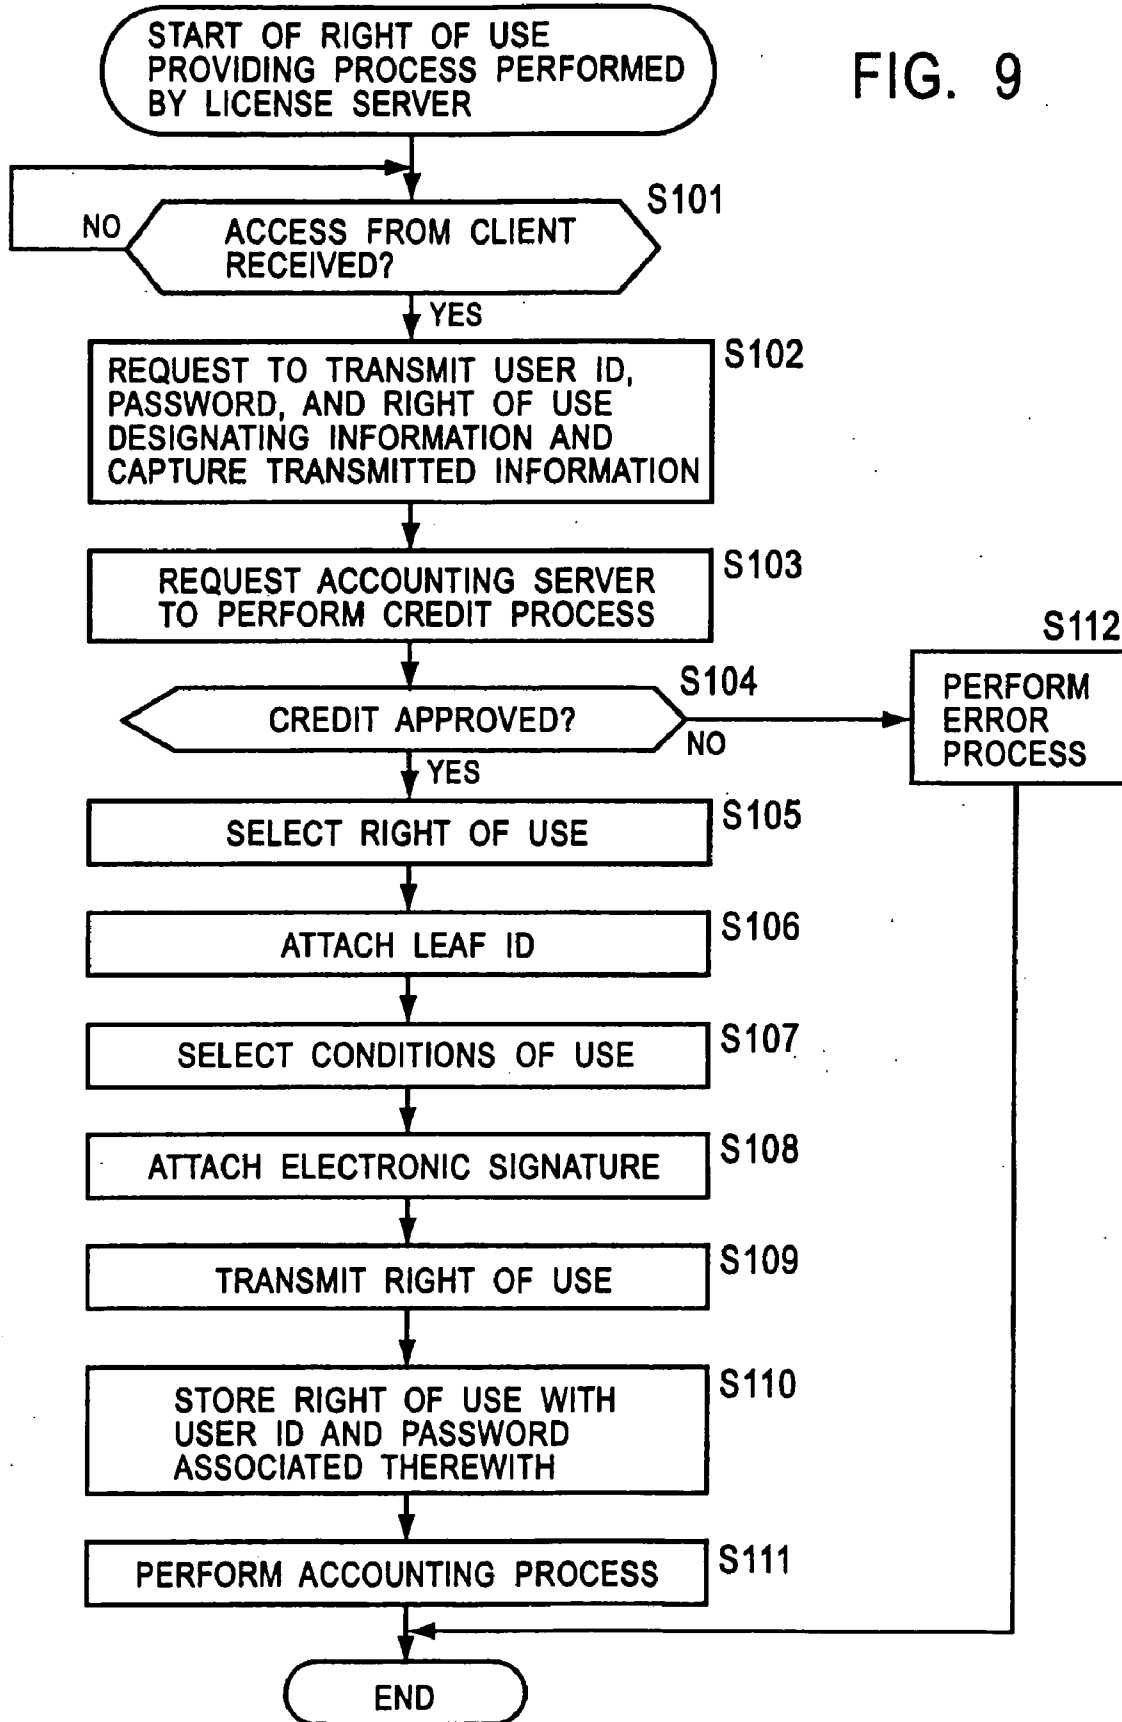 START OF RIGHT OF USE
PROVIDING PROCESS PERFORMED
BY LICENSE SERVER
FIG. 9
S101
NO
ACCESS FROM CLIENT
RECEIVED?
YES
S102
REQUEST TO TRANSMIT USER ID,
PASSWORD, AND RIGHT OF USE
DESIGNATING INFORMATION AND
CAPTURE TRANSMITTED INFORMATION
S103
REQUEST ACCOUNTING SERVER
TO PERFORM CREDIT PROCESS
S104
CREDIT APPROVED?
NO
YES
S112
PERFORM
ERROR
PROCESS
S105
SELECT RIGHT OF USE
S106
ATTACH LEAF ID
S107
SELECT CONDITIONS OF USE
S108
ATTACH ELECTRONIC SIGNATURE
S109
TRANSMIT RIGHT OF USE
S110
STORE RIGHT OF USE WITH
USER ID AND PASSWORD
ASSOCIATED THEREWITH
S111
PERFORM ACCOUNTING PROCESS
END